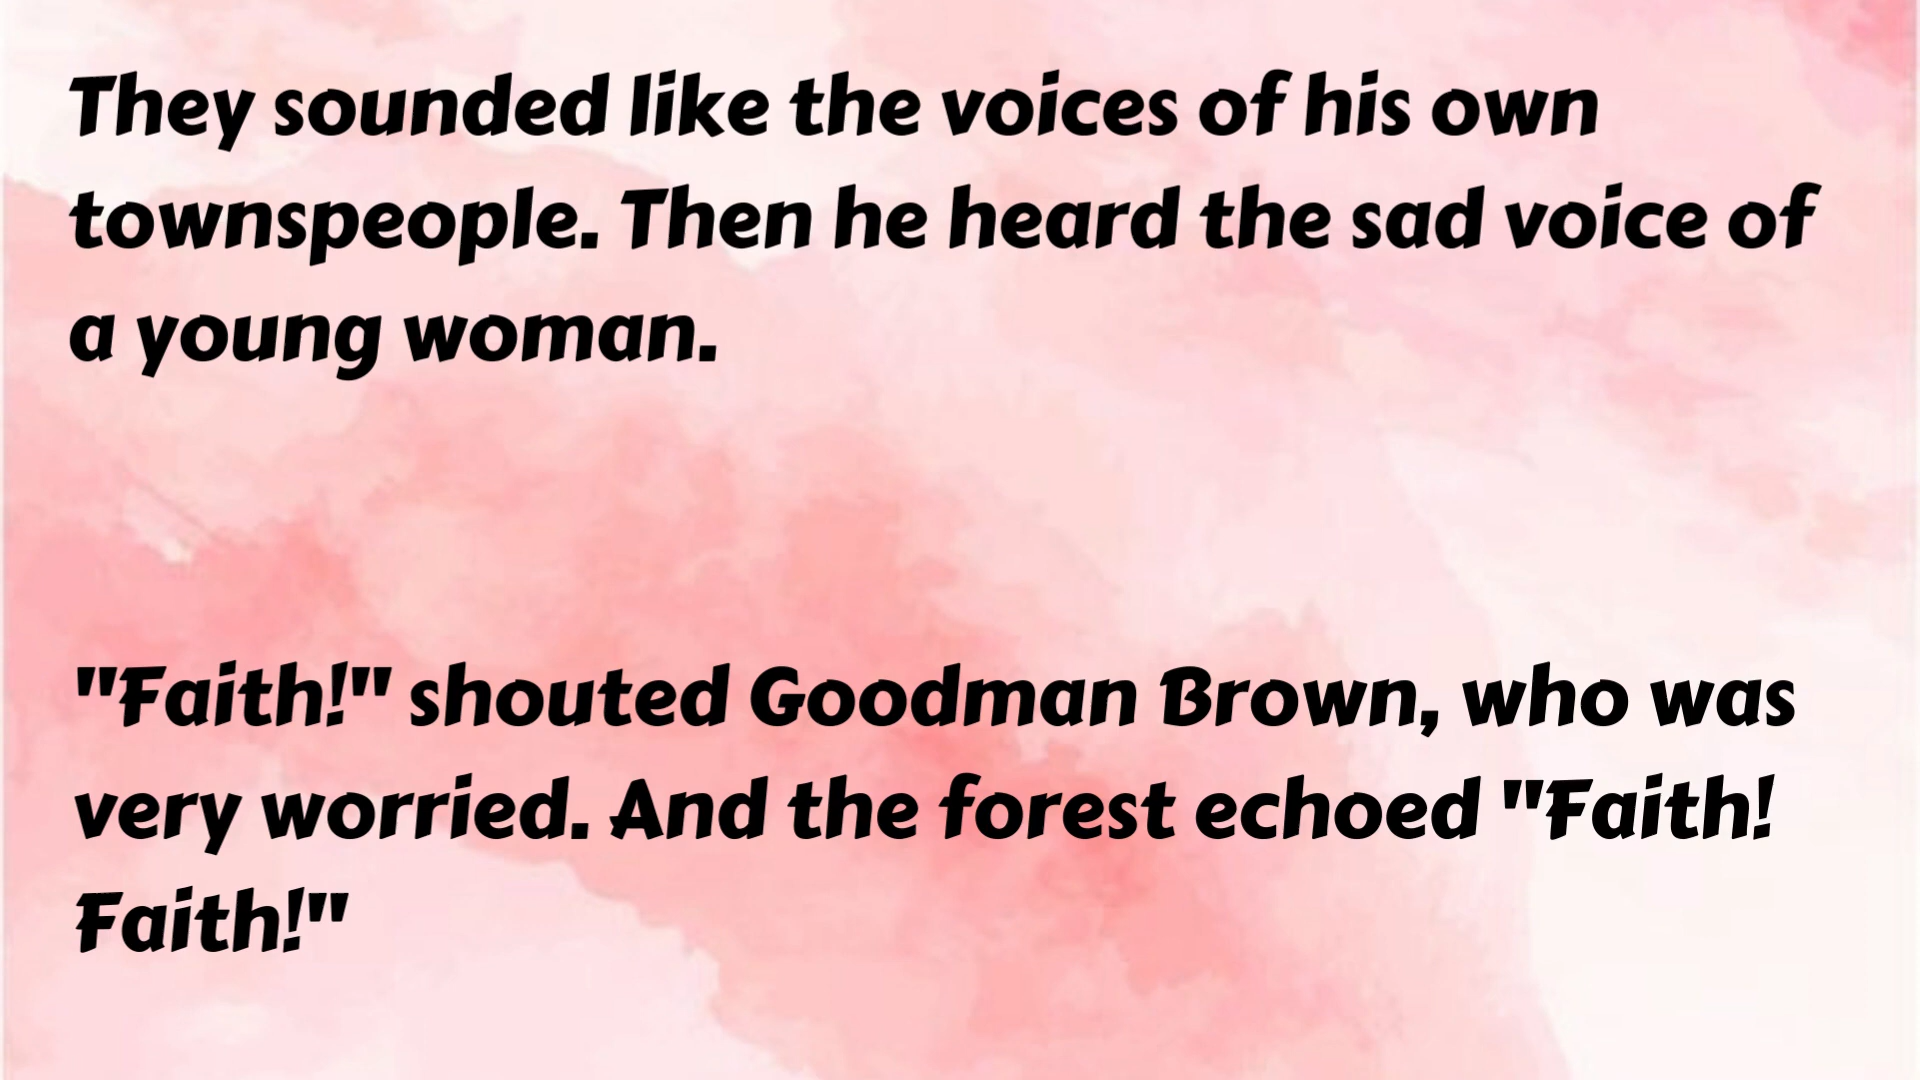 They sounded like the voices of his own
townspeople. Then he heard the sad voice of
a young woman.
"Faith!" shouted Goodman Brown, who was
very worried. And the forest echoed "Faith!
Faith!"